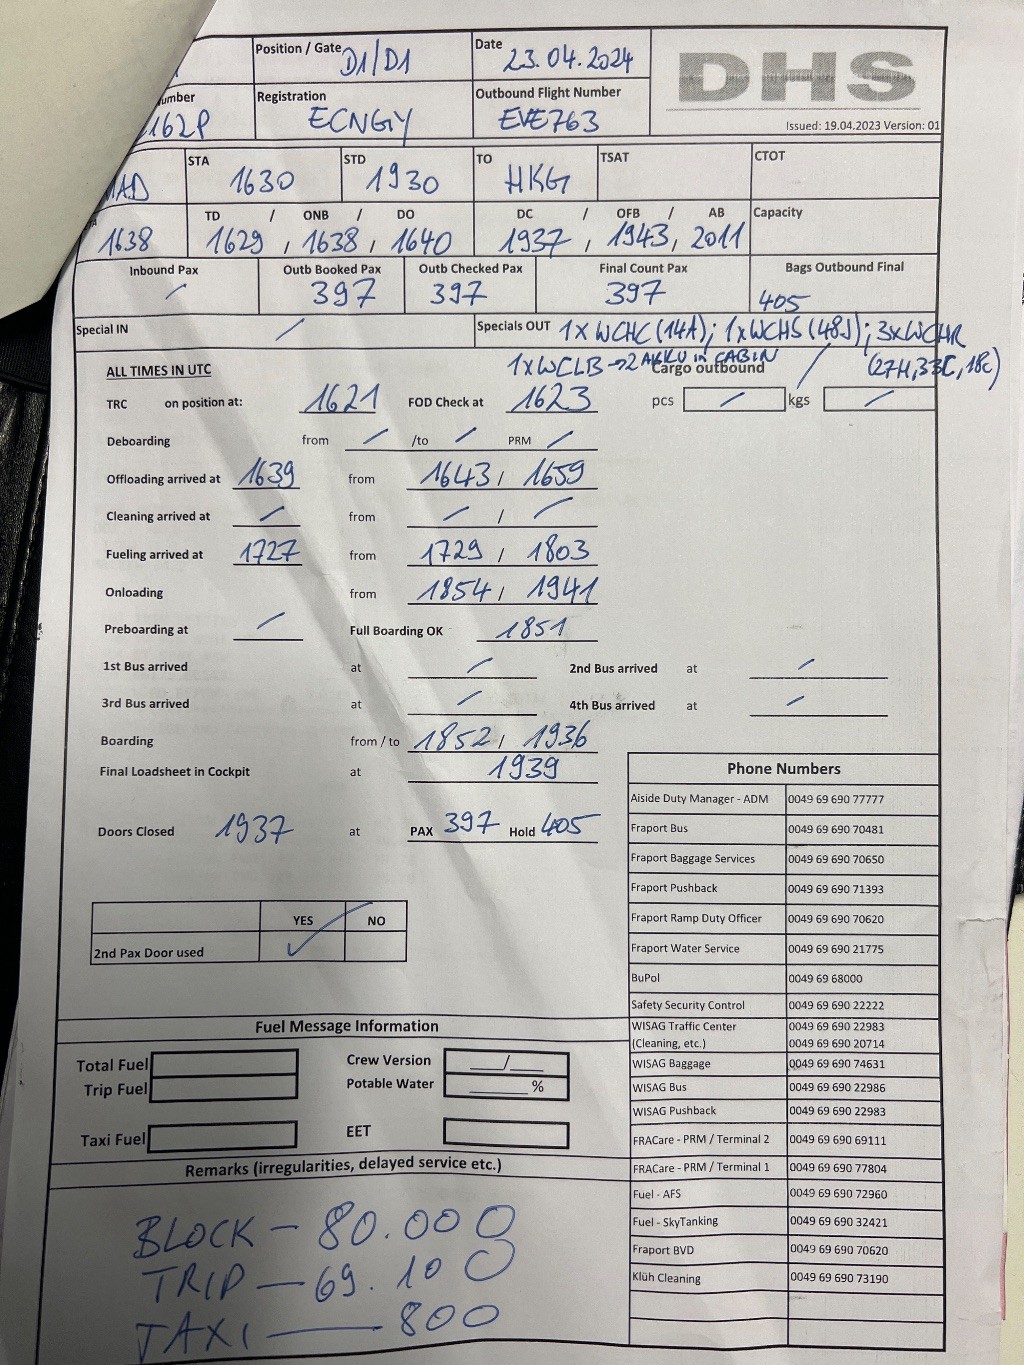 Position / Gate D1/D1
Date 23.04.2024
DHS
umber 162P
Registration ECNGY
Outbound Flight Number EVE763
Issued: 19.04.2023 Version: 01
MAD
STA 1630
STD 1930
TO HKG
TSAT
CTOT
1638
TD / ONB / DO
1629 , 1638 , 1640
DC / OFB / AB
1937 , 1943, 2011
Capacity
Inbound Pax /
Outb Booked Pax 397
Outb Checked Pax 397
Final Count Pax 397
Bags Outbound Final 405
Special IN /
Specials OUT 1x WCHC (14A); 1x WCHS (48J); 3x WCHR
1x WCLB → 2 AKKU in CABIN / (27H, 33C, 18C)
ALL TIMES IN UTC
Cargo outbound
TRC on position at: 1621 FOD Check at 1623 pcs / kgs /
Deboarding from / /to / PRM /
Offloading arrived at 1639 from 1643 / 1659
Cleaning arrived at / from / / /
Fueling arrived at 1727 from 1729 / 1803
Onloading from 1854 / 1941
Preboarding at / Full Boarding OK 1851
1st Bus arrived at / 2nd Bus arrived at /
3rd Bus arrived at / 4th Bus arrived at /
Boarding from / to 1852 / 1936
Final Loadsheet in Cockpit at 1939
Doors Closed 1937 at PAX 397 Hold 405
YES NO
2nd Pax Door used ✓
Fuel Message Information
Total Fuel
Crew Version __/__
Trip Fuel
Potable Water ______ %
Taxi Fuel
EET
Remarks (irregularities, delayed service etc.)
BLOCK - 80.000
TRIP — 69.100
TAXI — 800
Phone Numbers
Aiside Duty Manager - ADM 0049 69 690 77777
Fraport Bus 0049 69 690 70481
Fraport Baggage Services 0049 69 690 70650
Fraport Pushback 0049 69 690 71393
Fraport Ramp Duty Officer 0049 69 690 70620
Fraport Water Service 0049 69 690 21775
BuPol 0049 69 68000
Safety Security Control 0049 69 690 22222
WISAG Traffic Center 0049 69 690 22983
(Cleaning, etc.) 0049 69 690 20714
WISAG Baggage 0049 69 690 74631
WISAG Bus 0049 69 690 22986
WISAG Pushback 0049 69 690 22983
FRACare - PRM / Terminal 2 0049 69 690 69111
FRACare - PRM / Terminal 1 0049 69 690 77804
Fuel - AFS 0049 69 690 72960
Fuel - SkyTanking 0049 69 690 32421
Fraport BVD 0049 69 690 70620
Klüh Cleaning 0049 69 690 73190